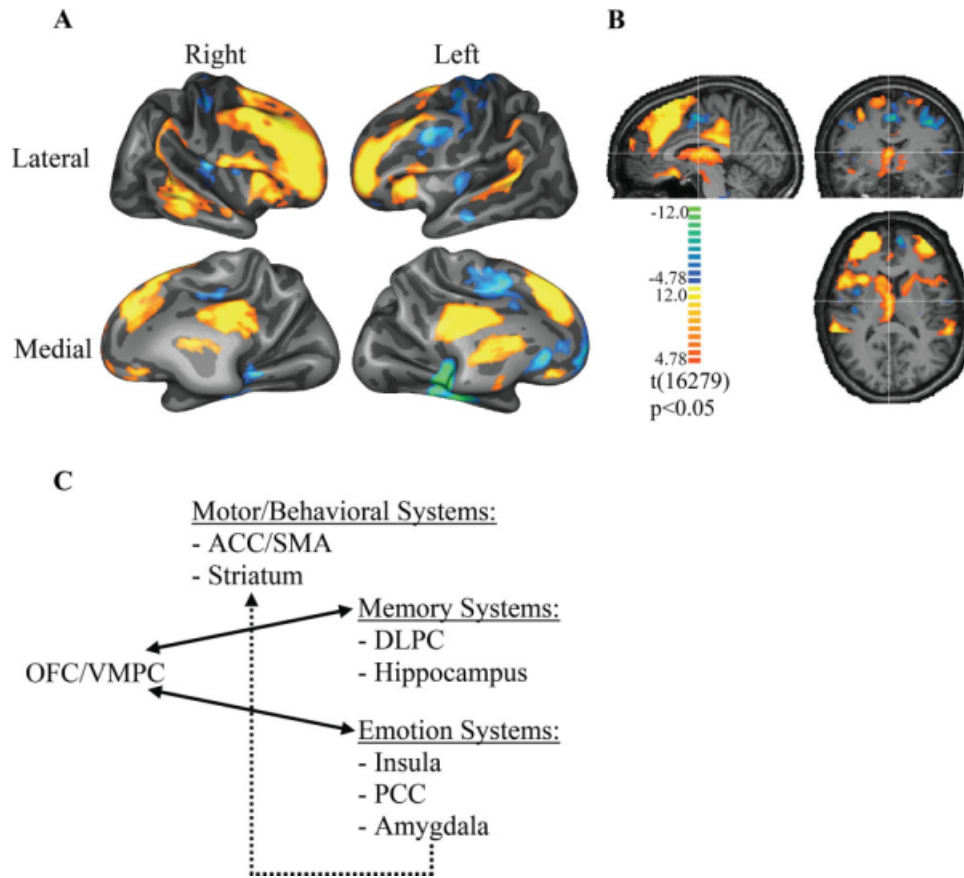 A
B
Right Left
Lateral
Medial
-12.0
-4.78
12.0
4.78
t(16279)
p<0.05
C
Motor/Behavioral Systems:
- ACC/SMA
- Striatum
Memory Systems:
- DLPC
- Hippocampus
OFC/VMPC
Emotion Systems:
- Insula
- PCC
- Amygdala